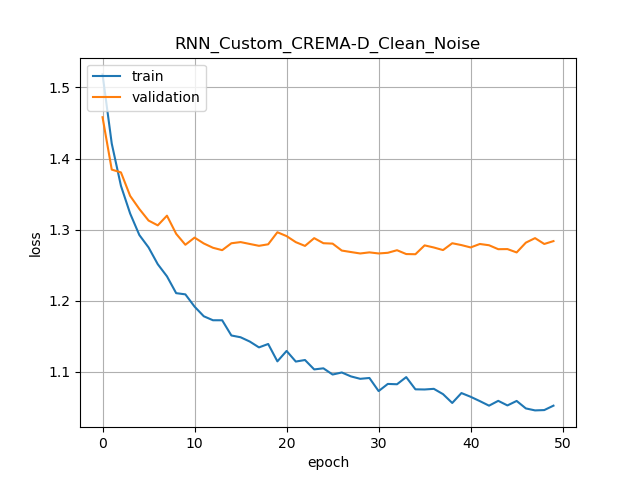 RNN_Custom_CREMA-D_Clean_Noise
train
validation
loss
1.5
1.4
1.3
1.2
1.1
0 10 20 30 40 50
epoch